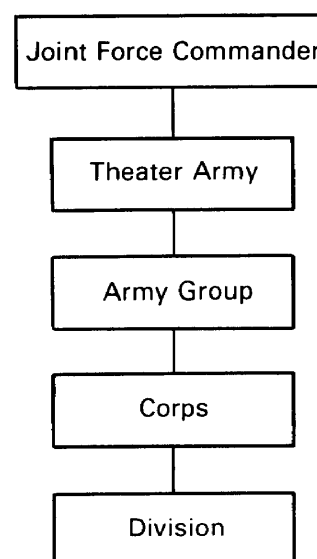 Joint Force Commander
Theater Army
Army Group
Corps
Division